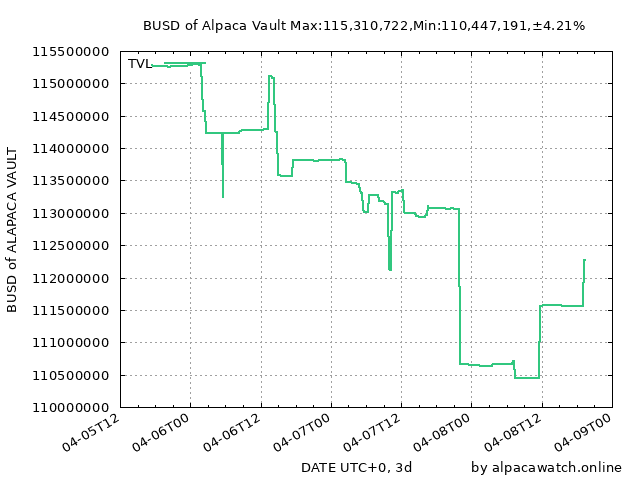 BUSD of Alpaca Vault Max:115,310,722,Min:110,447,191,±4.21%
TVL
BUSD of ALAPACA VAULT
115500000
115000000
114500000
114000000
113500000
113000000
112500000
112000000
111500000
111000000
110500000
110000000
04-05T12
04-06T00
04-06T12
04-07T00
04-07T12
04-08T00
04-08T12
04-09T00
DATE UTC+0, 3d
by alpacawatch.online